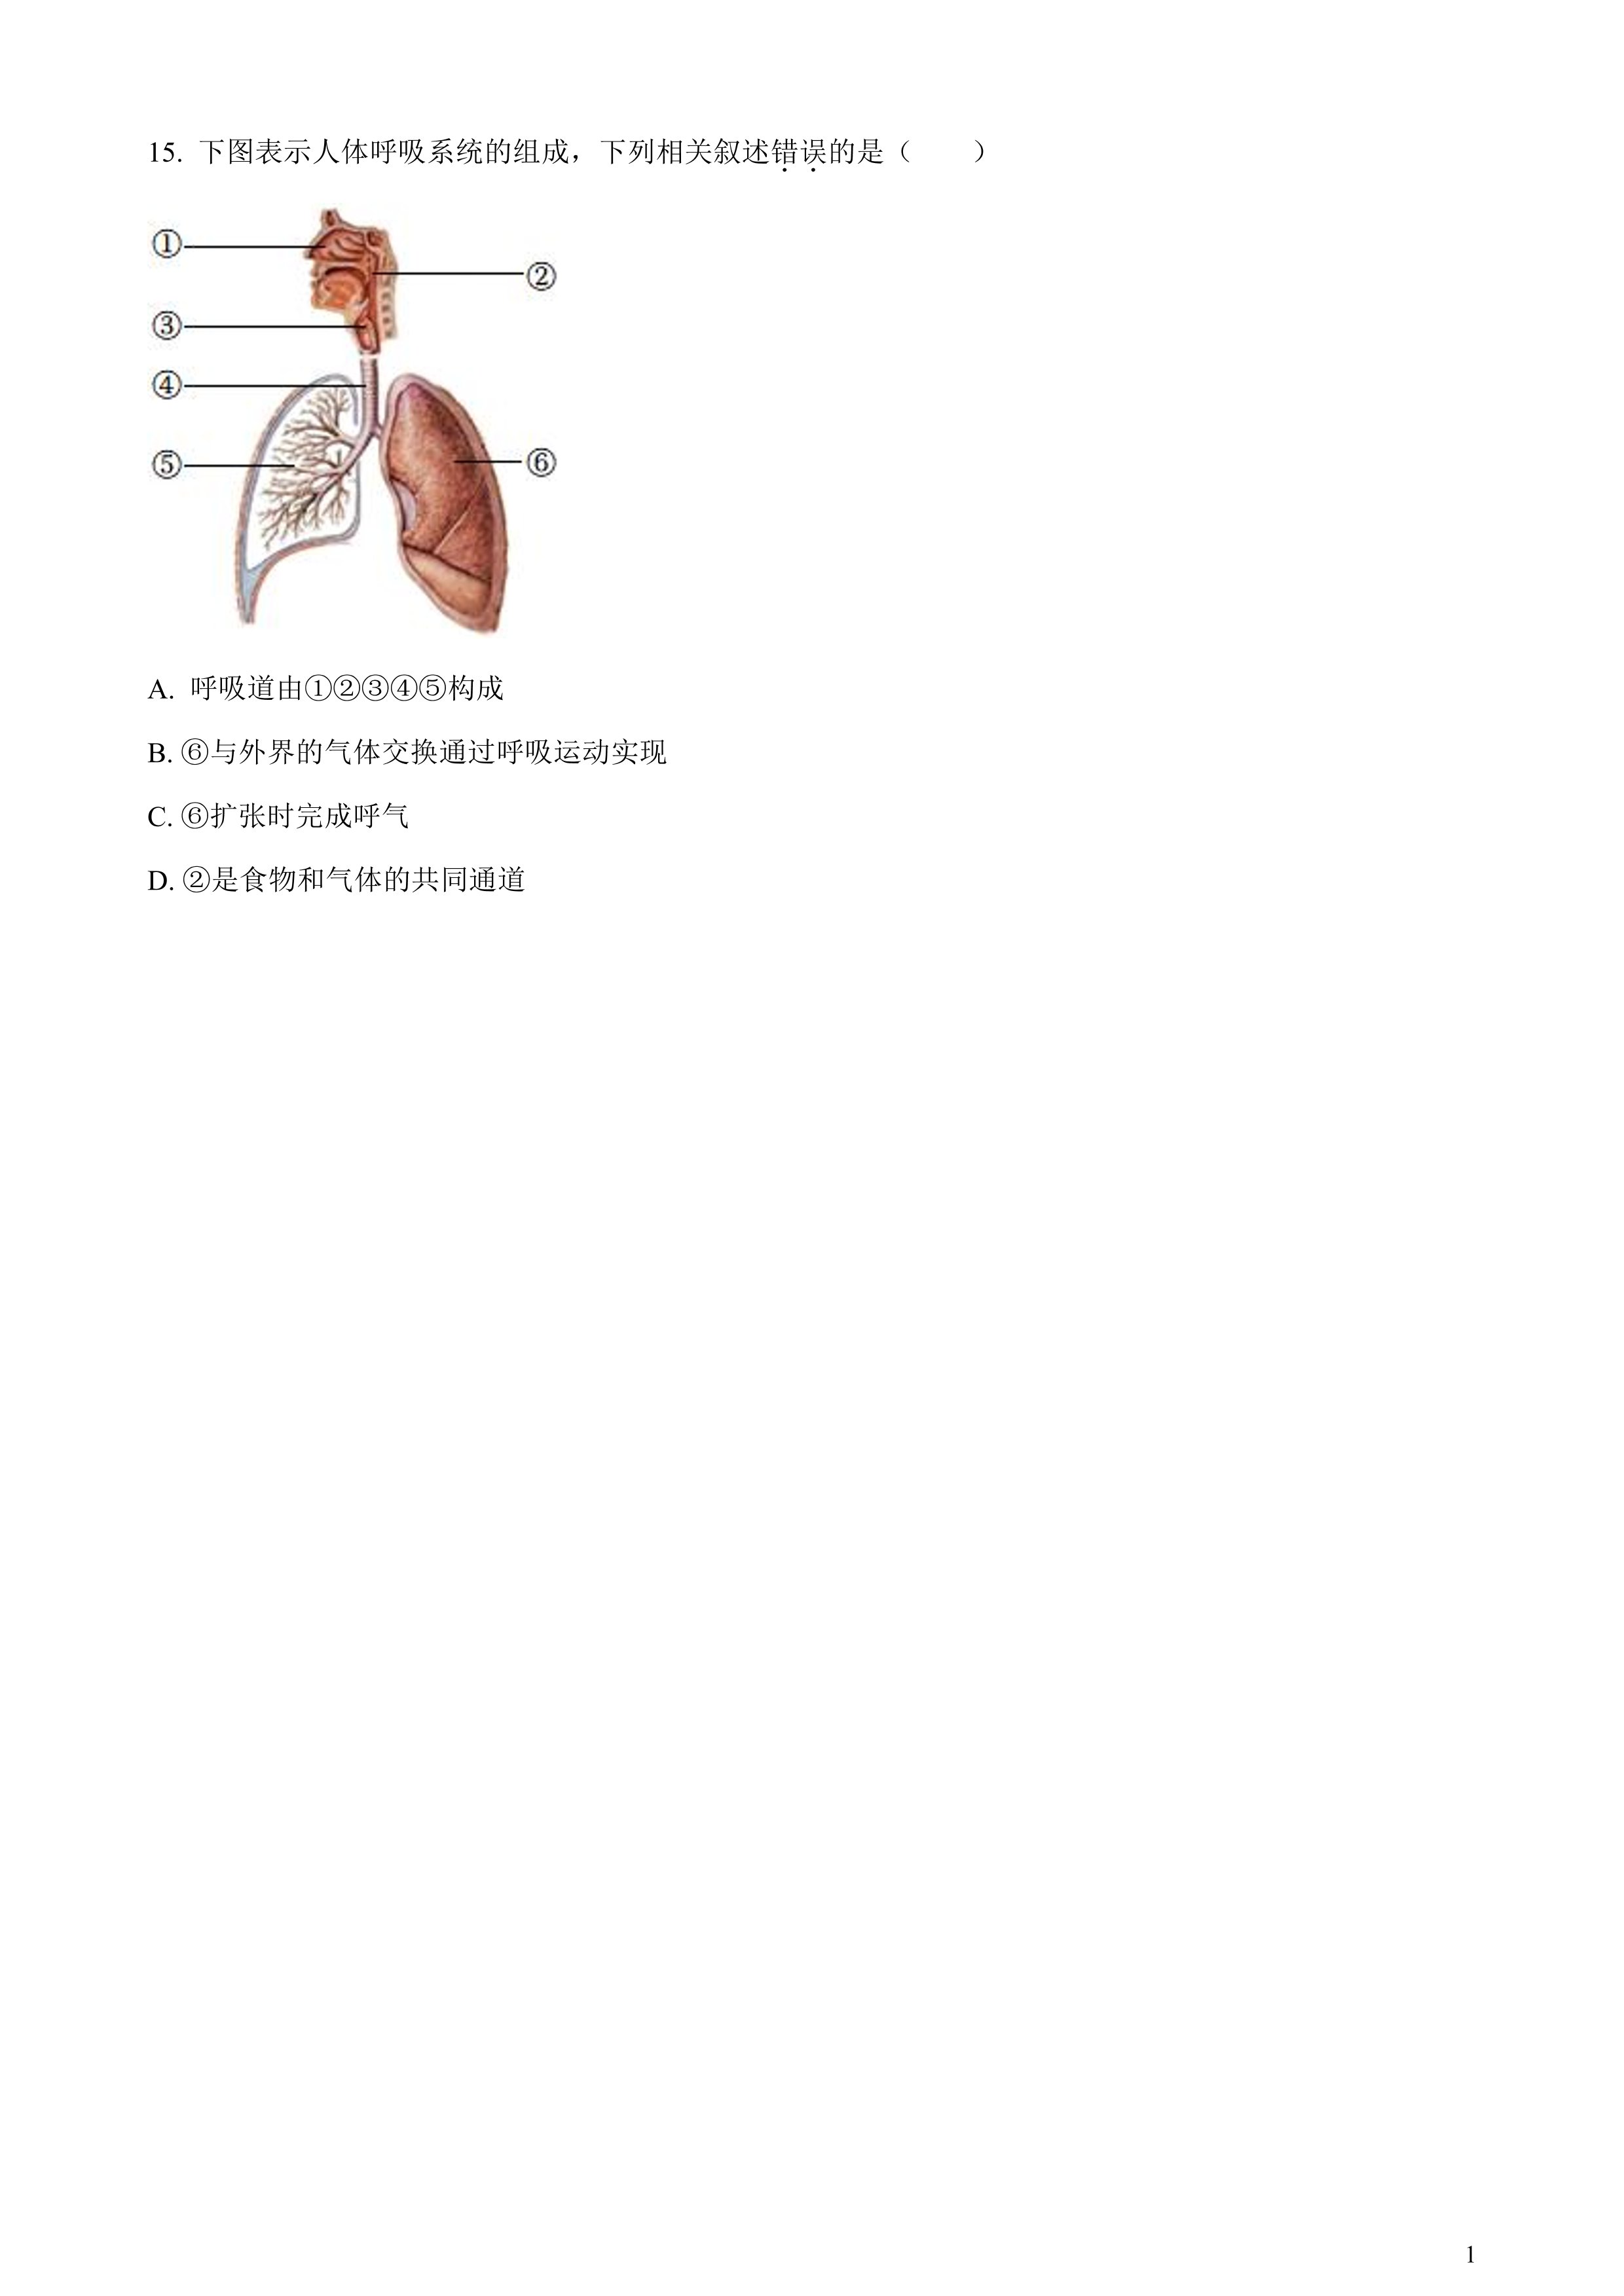 15. 下图表示人体呼吸系统的组成，下列相关叙述错误的是（　　）
①
②
③
④
⑤
⑥
A. 呼吸道由①②③④⑤构成
B. ⑥与外界的气体交换通过呼吸运动实现
C. ⑥扩张时完成呼气
D. ②是食物和气体的共同通道
1